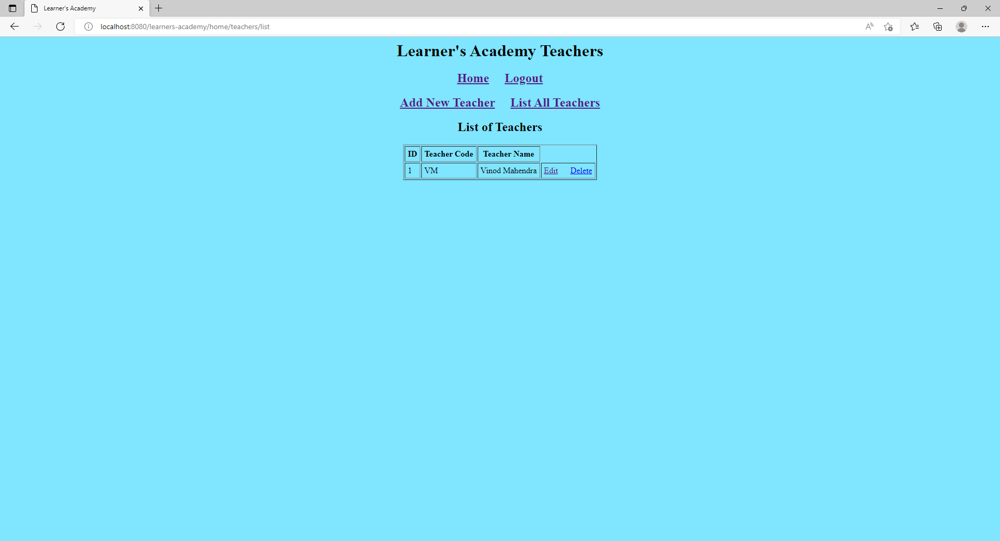 Learner's Academy
localhost:8080/learners-academy/home/teachers/list
Learner's Academy Teachers
Home Logout
Add New Teacher List All Teachers
List of Teachers
ID Teacher Code Teacher Name
1 VM Vinod Mahendra Edit Delete